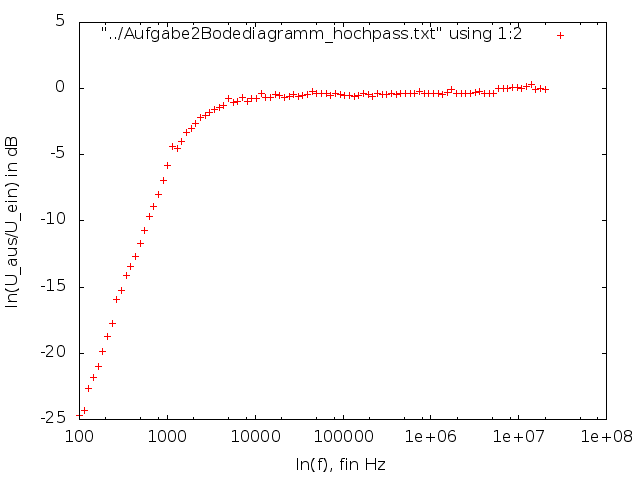 "../Aufgabe2Bodediagramm_hochpass.txt" using 1:2
5
0
-5
-10
-15
-20
-25
ln(U_aus/U_ein) in dB
100 1000 10000 100000 1e+06 1e+07 1e+08
ln(f), fin Hz